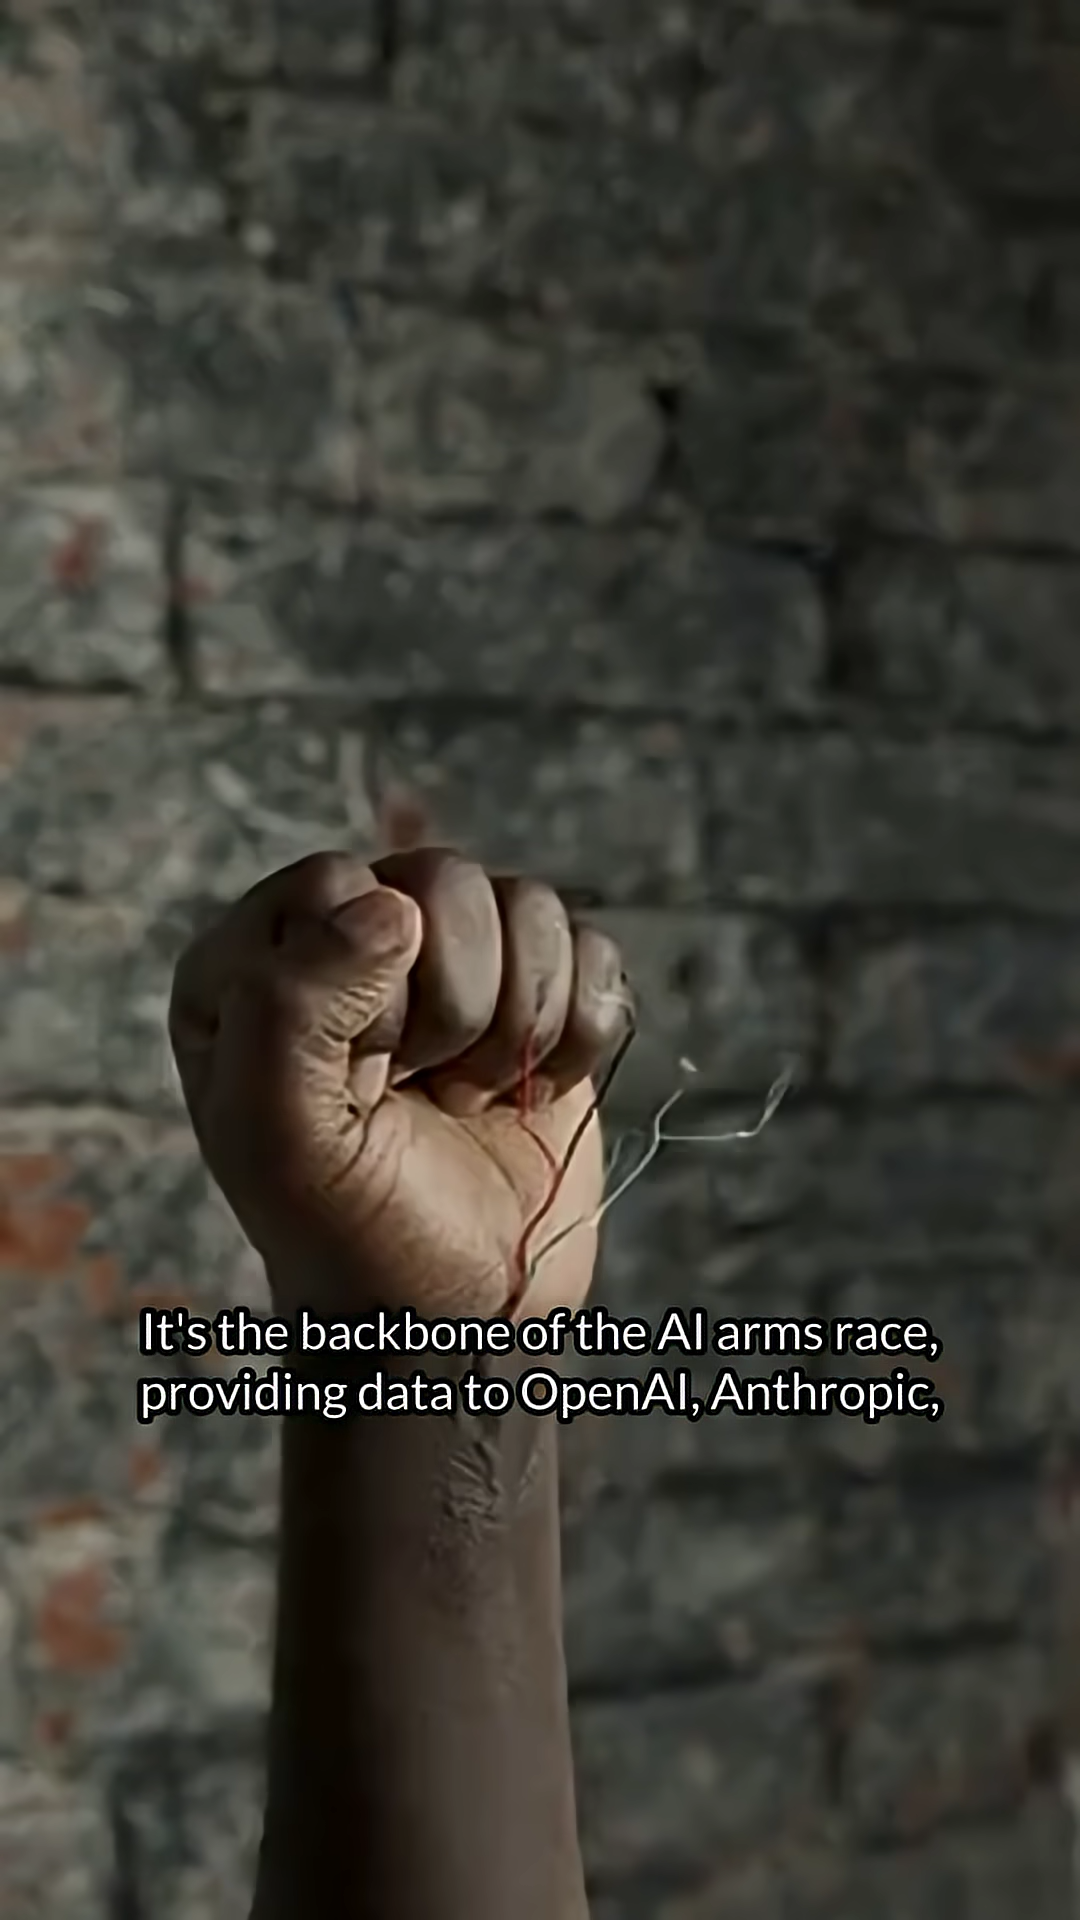 It's the backbone of the AI arms race,
providing data to OpenAI, Anthropic,